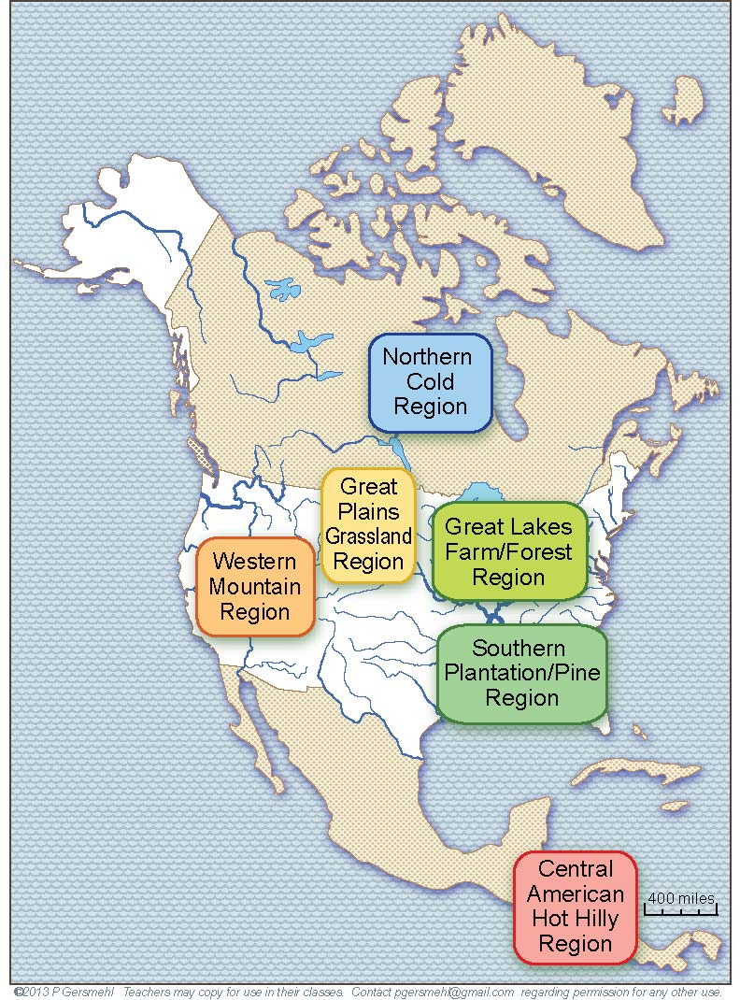 Northern
Cold
Region
Great
Plains
Grassland
Region
Great Lakes
Farm/Forest
Region
Western
Mountain
Region
Southern
Plantation/Pine
Region
Central
American
Hot Hilly
Region
400 miles
©2013 P Gersmehl   Teachers may copy for use in their classes.   Contact pgersmehl@gmail.com   regarding permission for any other use.